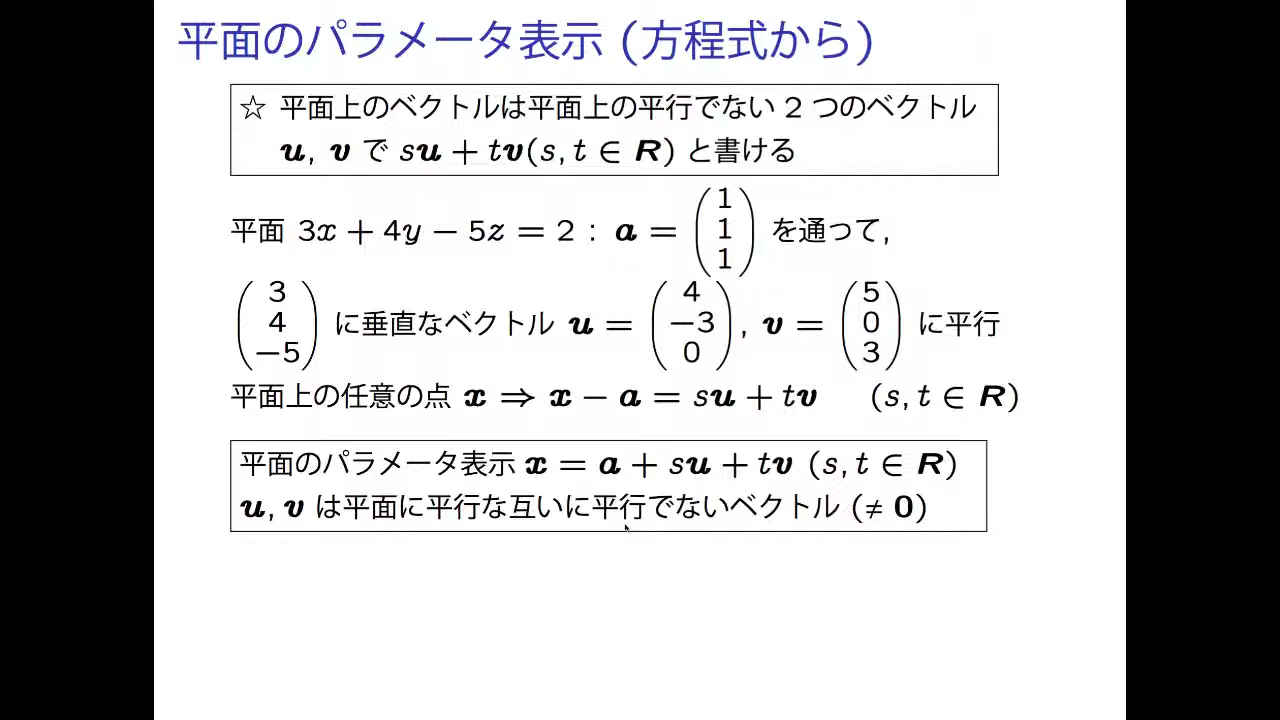 平面のパラメータ表示 (方程式から)
☆ 平面上のベクトルは平面上の平行でない 2 つのベクトル
u, v で su + tv(s, t ∈ R) と書ける
平面 3x + 4y − 5z = 2 : a = (1 1 1) を通って,
(3 4 −5) に垂直なベクトル u = (4 −3 0), v = (5 0 3) に平行
平面上の任意の点 x ⇒ x − a = su + tv (s, t ∈ R)
平面のパラメータ表示 x = a + su + tv (s, t ∈ R)
u, v は平面に平行な互いに平行でないベクトル (≠ 0)